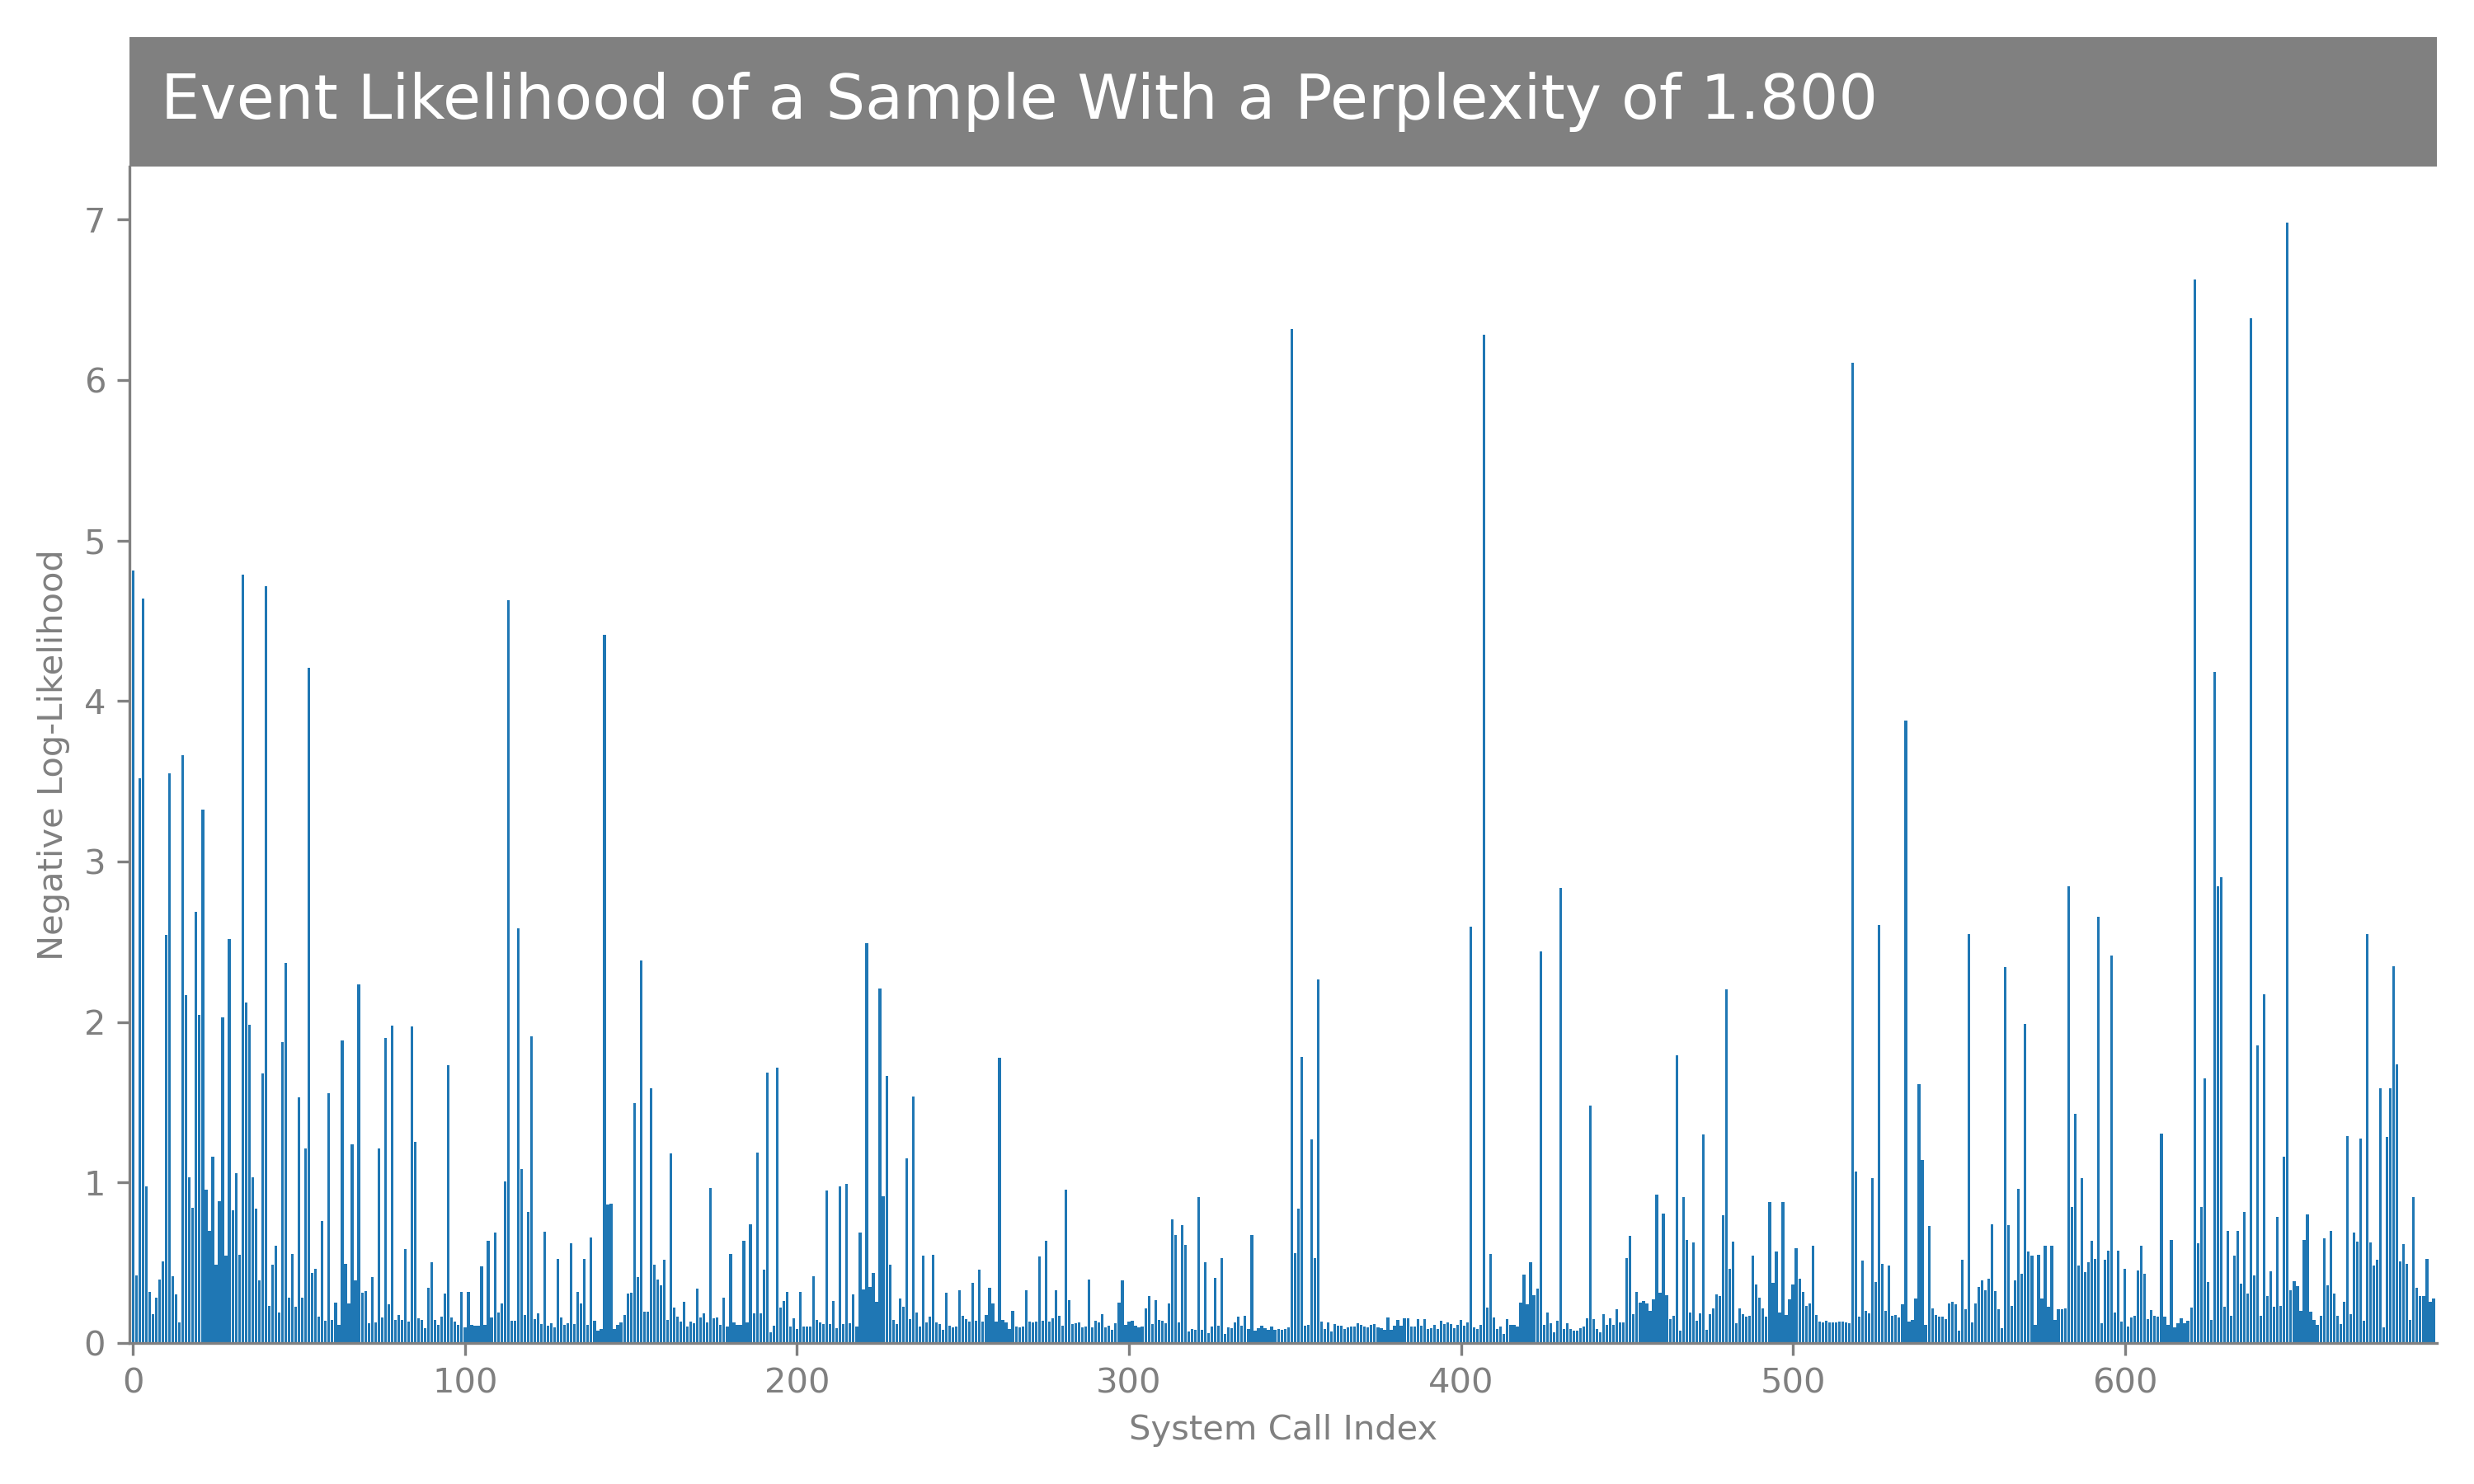 Event Likelihood of a Sample With a Perplexity of 1.800
7
6
5
4
3
2
1
0
Negative Log-Likelihood
0 100 200 300 400 500 600
System Call Index